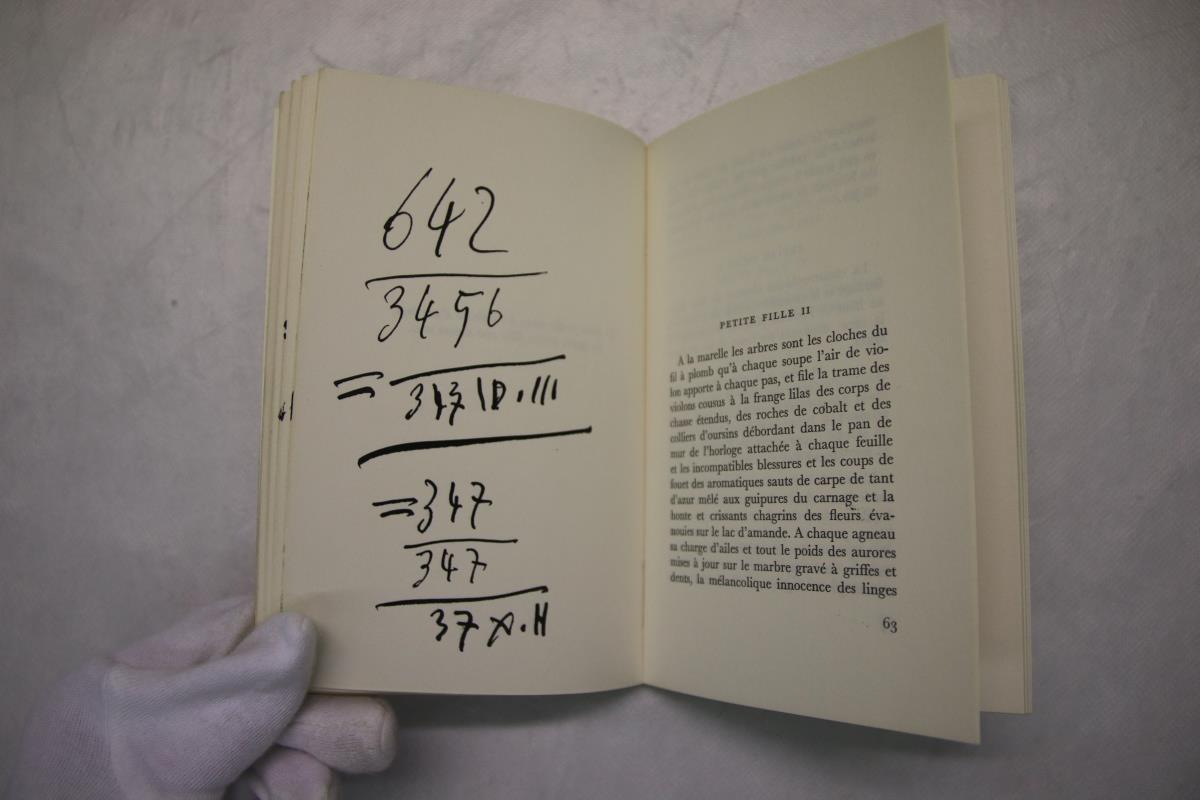 642
3456
=
=347
347
PETITE FILLE II
A la marelle les arbres sont les cloches du
fil à plomb qu'à chaque soupe l'air de vio-
lon apporte à chaque pas, et file la trame des
violons cousus à la frange lilas des corps de
chasse étendus, des roches de cobalt et des
colliers d'oursins débordant dans le pan de
mur de l'horloge attachée à chaque feuille
et les incompatibles blessures et les coups de
fouet des aromatiques sauts de carpe de tant
d'azur mêlé aux guipures du carnage et la
honte et crissants chagrins des fleurs éva-
nouies sur le lac d'amande. A chaque agneau
sa charge d'ailes et tout le poids des aurores
mises à jour sur le marbre gravé à griffes et
dents, la mélancolique innocence des linges
63